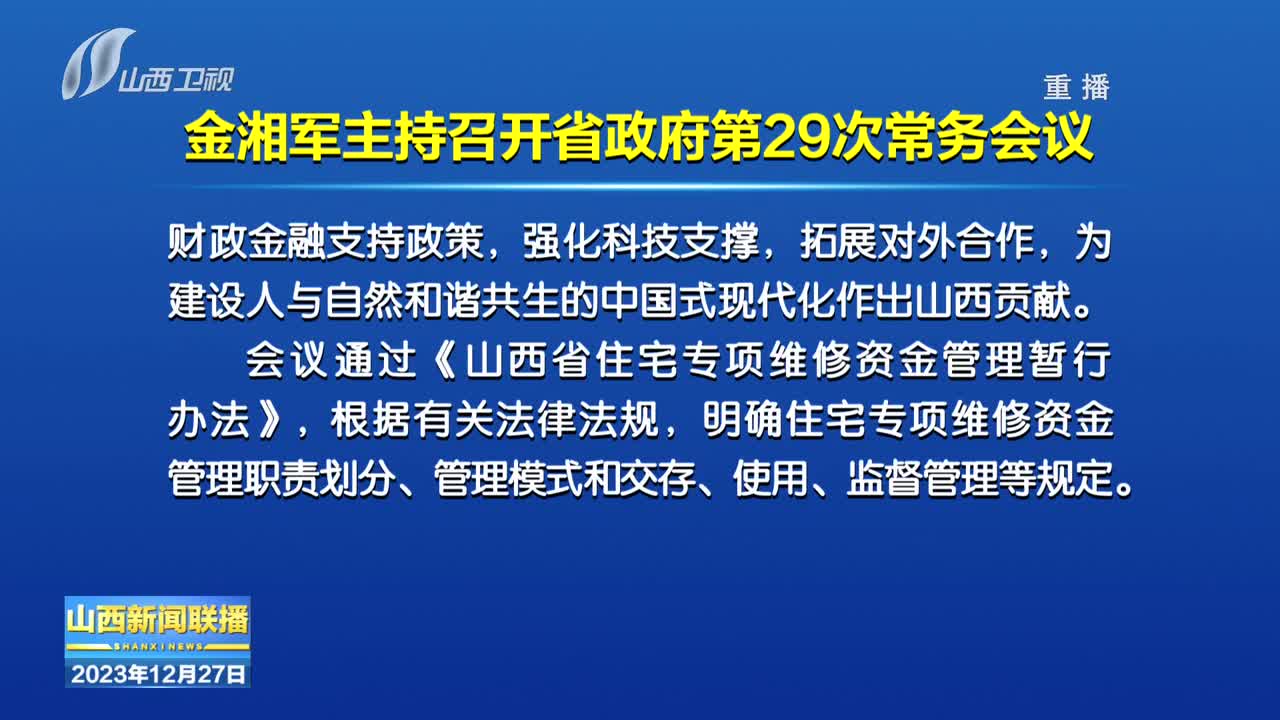 山西卫视
重播
金湘军主持召开省政府第29次常务会议
财政金融支持政策，强化科技支撑，拓展对外合作，为
建设人与自然和谐共生的中国式现代化作出山西贡献。
会议通过《山西省住宅专项维修资金管理暂行
办法》，根据有关法律法规，明确住宅专项维修资金
管理职责划分、管理模式和交存、使用、监督管理等规定。
山西新闻联播
SHANXI NEWS
2023年12月27日